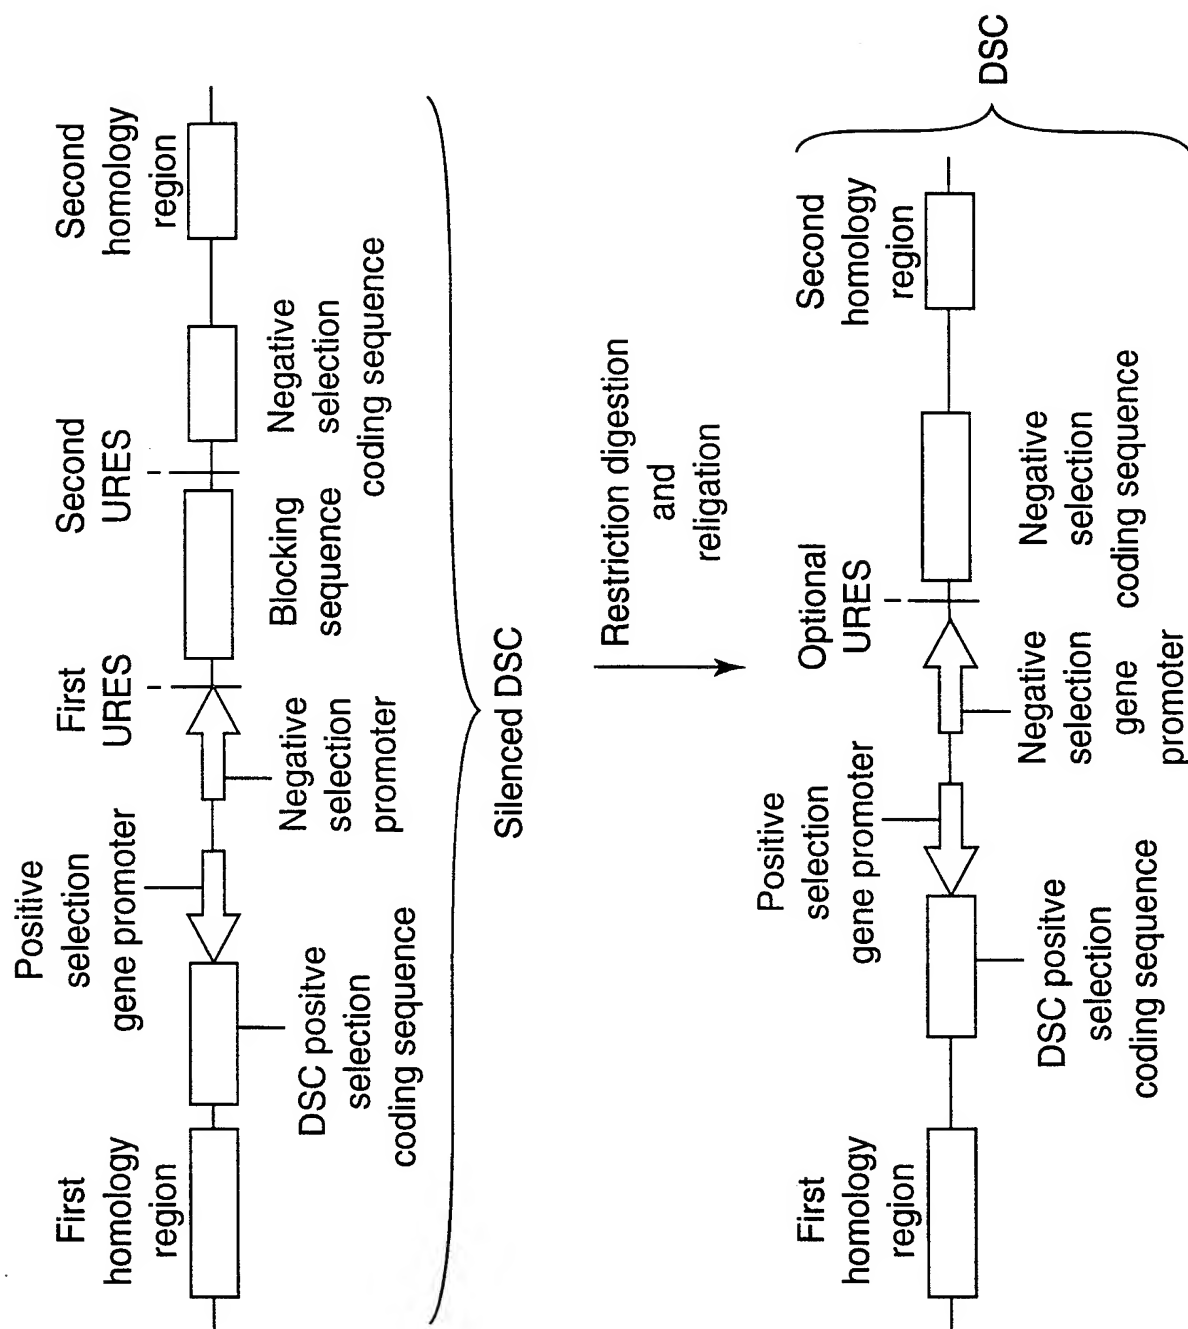 First
homology
region
DSC positive
selection
coding sequence
Positive
selection
gene promoter
Negative
selection
promoter
First
URES
Blocking
sequence
Second
URES
Negative
selection
coding sequence
Second
homology
region
Silenced DSC
Restriction digestion
and
religation
First
homology
region
DSC positve
selection
coding sequence
Positive
selection
gene promoter
Negative
selection
gene
promoter
Optional
URES
Negative
selection
coding sequence
Second
homology
region
DSC